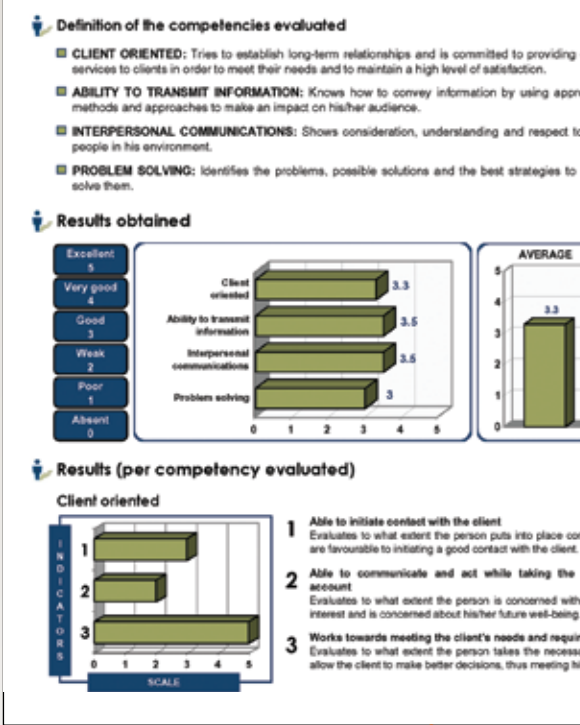 Definition of the competencies evaluated
CLIENT ORIENTED: Tries to establish long-term relationships and is committed to providing
services to clients in order to meet their needs and to maintain a high level of satisfaction.
ABILITY TO TRANSMIT INFORMATION: Knows how to convey information by using appr
methods and approaches to make an impact on his/her audience.
INTERPERSONAL COMMUNICATIONS: Shows consideration, understanding and respect to
people in his environment.
PROBLEM SOLVING: Identifies the problems, possible solutions and the best strategies to
solve them.
Results obtained
Excellent
5
Very good
4
Good
3
Weak
2
Poor
1
Absent
0
Client
oriented
3.3
Ability to transmit
information
3.5
Interpersonal
communications
3.5
Problem solving
3
0 1 2 3 4 5
AVERAGE
5
4
3
2
1
0
3.3
Results (per competency evaluated)
Client oriented
INDICATORS
1
2
3
0 1 2 3 4 5
SCALE
1 Able to initiate contact with the client
Evaluates to what extent the person puts into place con
are favourable to initiating a good contact with the client.
2 Able to communicate and act while taking the
account
Evaluates to what extent the person is concerned with
interest and is concerned about his/her future well-being.
3 Works towards meeting the client's needs and requir
Evaluates to what extent the person takes the necessa
allow the client to make better decisions, thus meeting hi